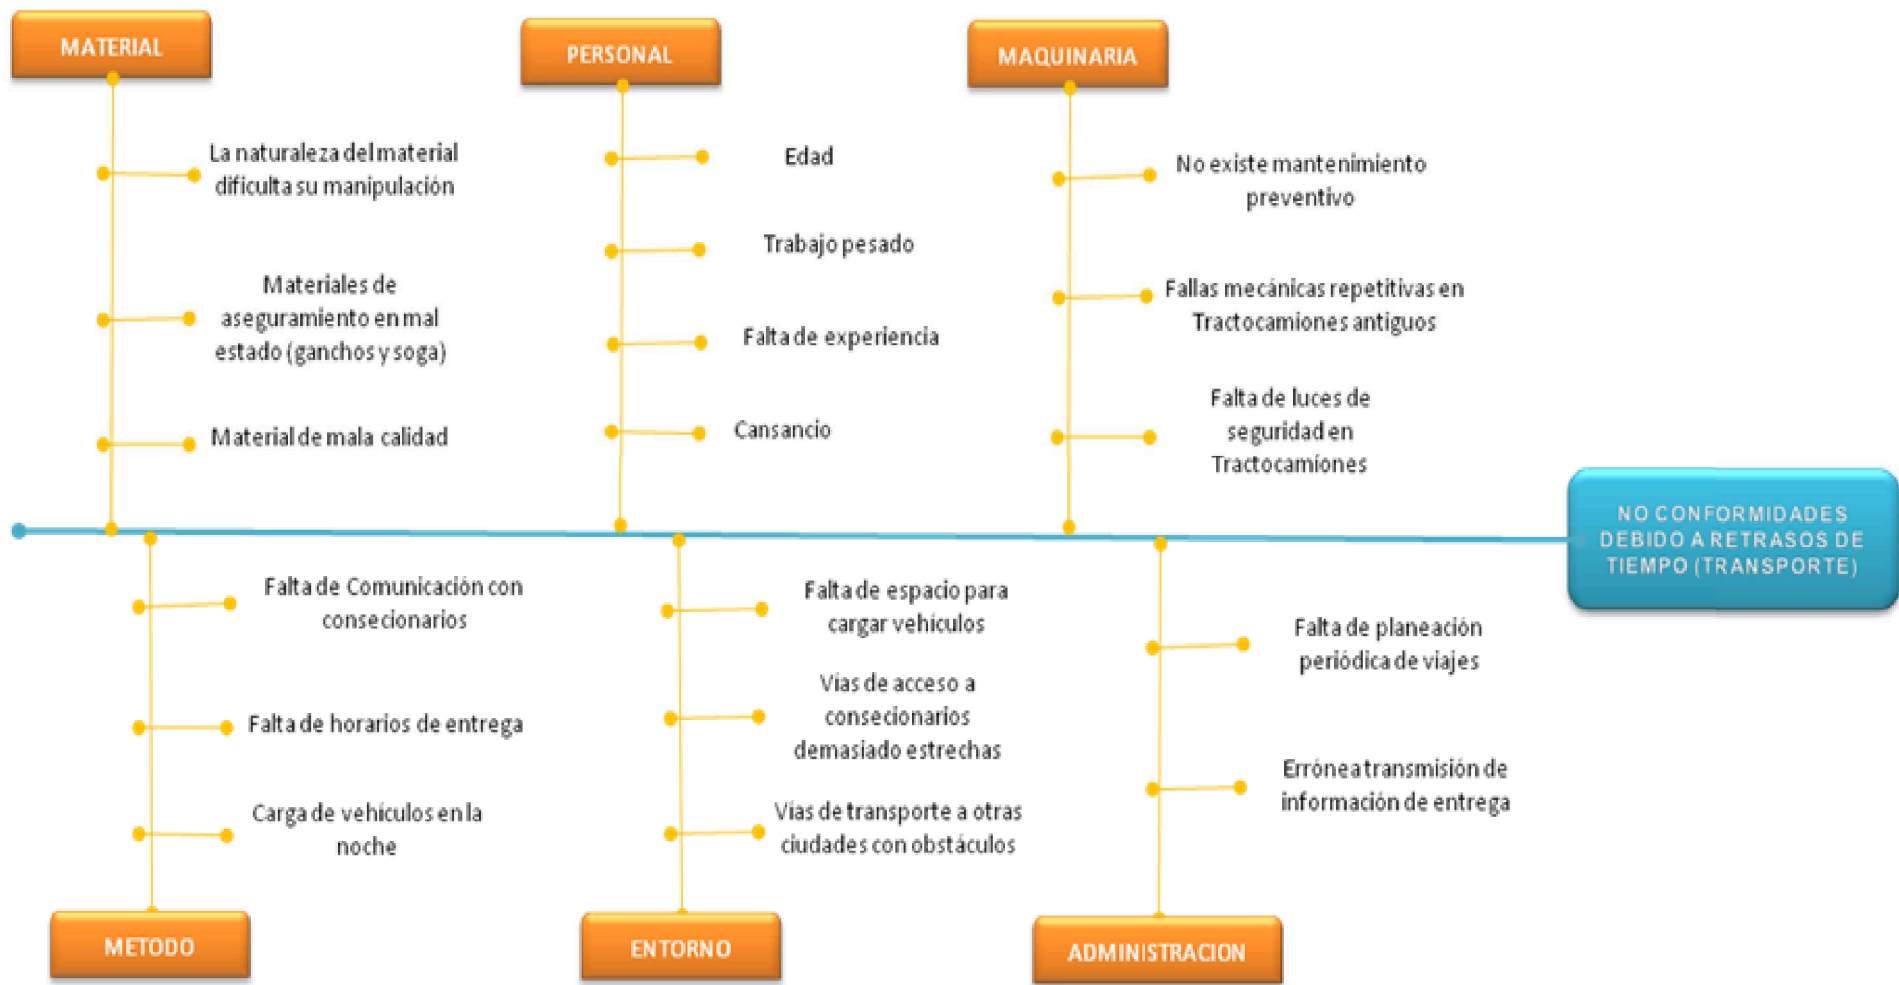 MATERIAL
PERSONAL
MAQUINARIA
La naturaleza del material
dificulta su manipulación
Materiales de
aseguramiento en mal
estado (ganchos y soga)
Material de mala calidad
Edad
Trabajo pesado
Falta de experiencia
Cansancio
No existe mantenimiento
preventivo
Fallas mecánicas repetitivas en
Tractocamiones antiguos
Falta de luces de
seguridad en
Tractocamíones
NO CONFORMIDADES
DEBIDO A RETRASOS DE
TIEMPO (TRANSPORTE)
Falta de Comunicación con
consecionarios
Falta de horarios de entrega
Carga de vehículos en la
noche
Falta de espacio para
cargar vehículos
Vías de acceso a
consecionarios
demasiado estrechas
Vías de transporte a otras
ciudades con obstáculos
Falta de planeación
periódica de viajes
Errónea transmisión de
información de entrega
METODO
ENTORNO
ADMINISTRACION